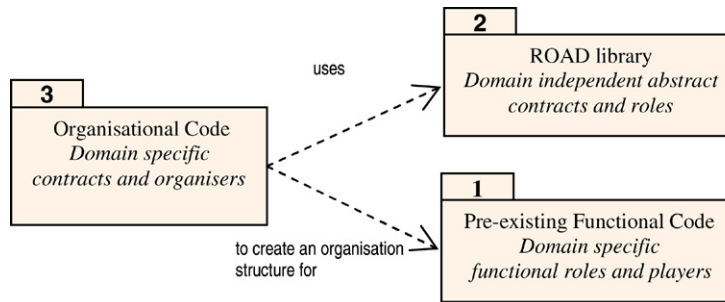 3
Organisational Code
Domain specific
contracts and organisers
uses
2
ROAD library
Domain independent abstract
contracts and roles
to create an organisation
structure for
1
Pre-existing Functional Code
Domain specific
functional roles and players